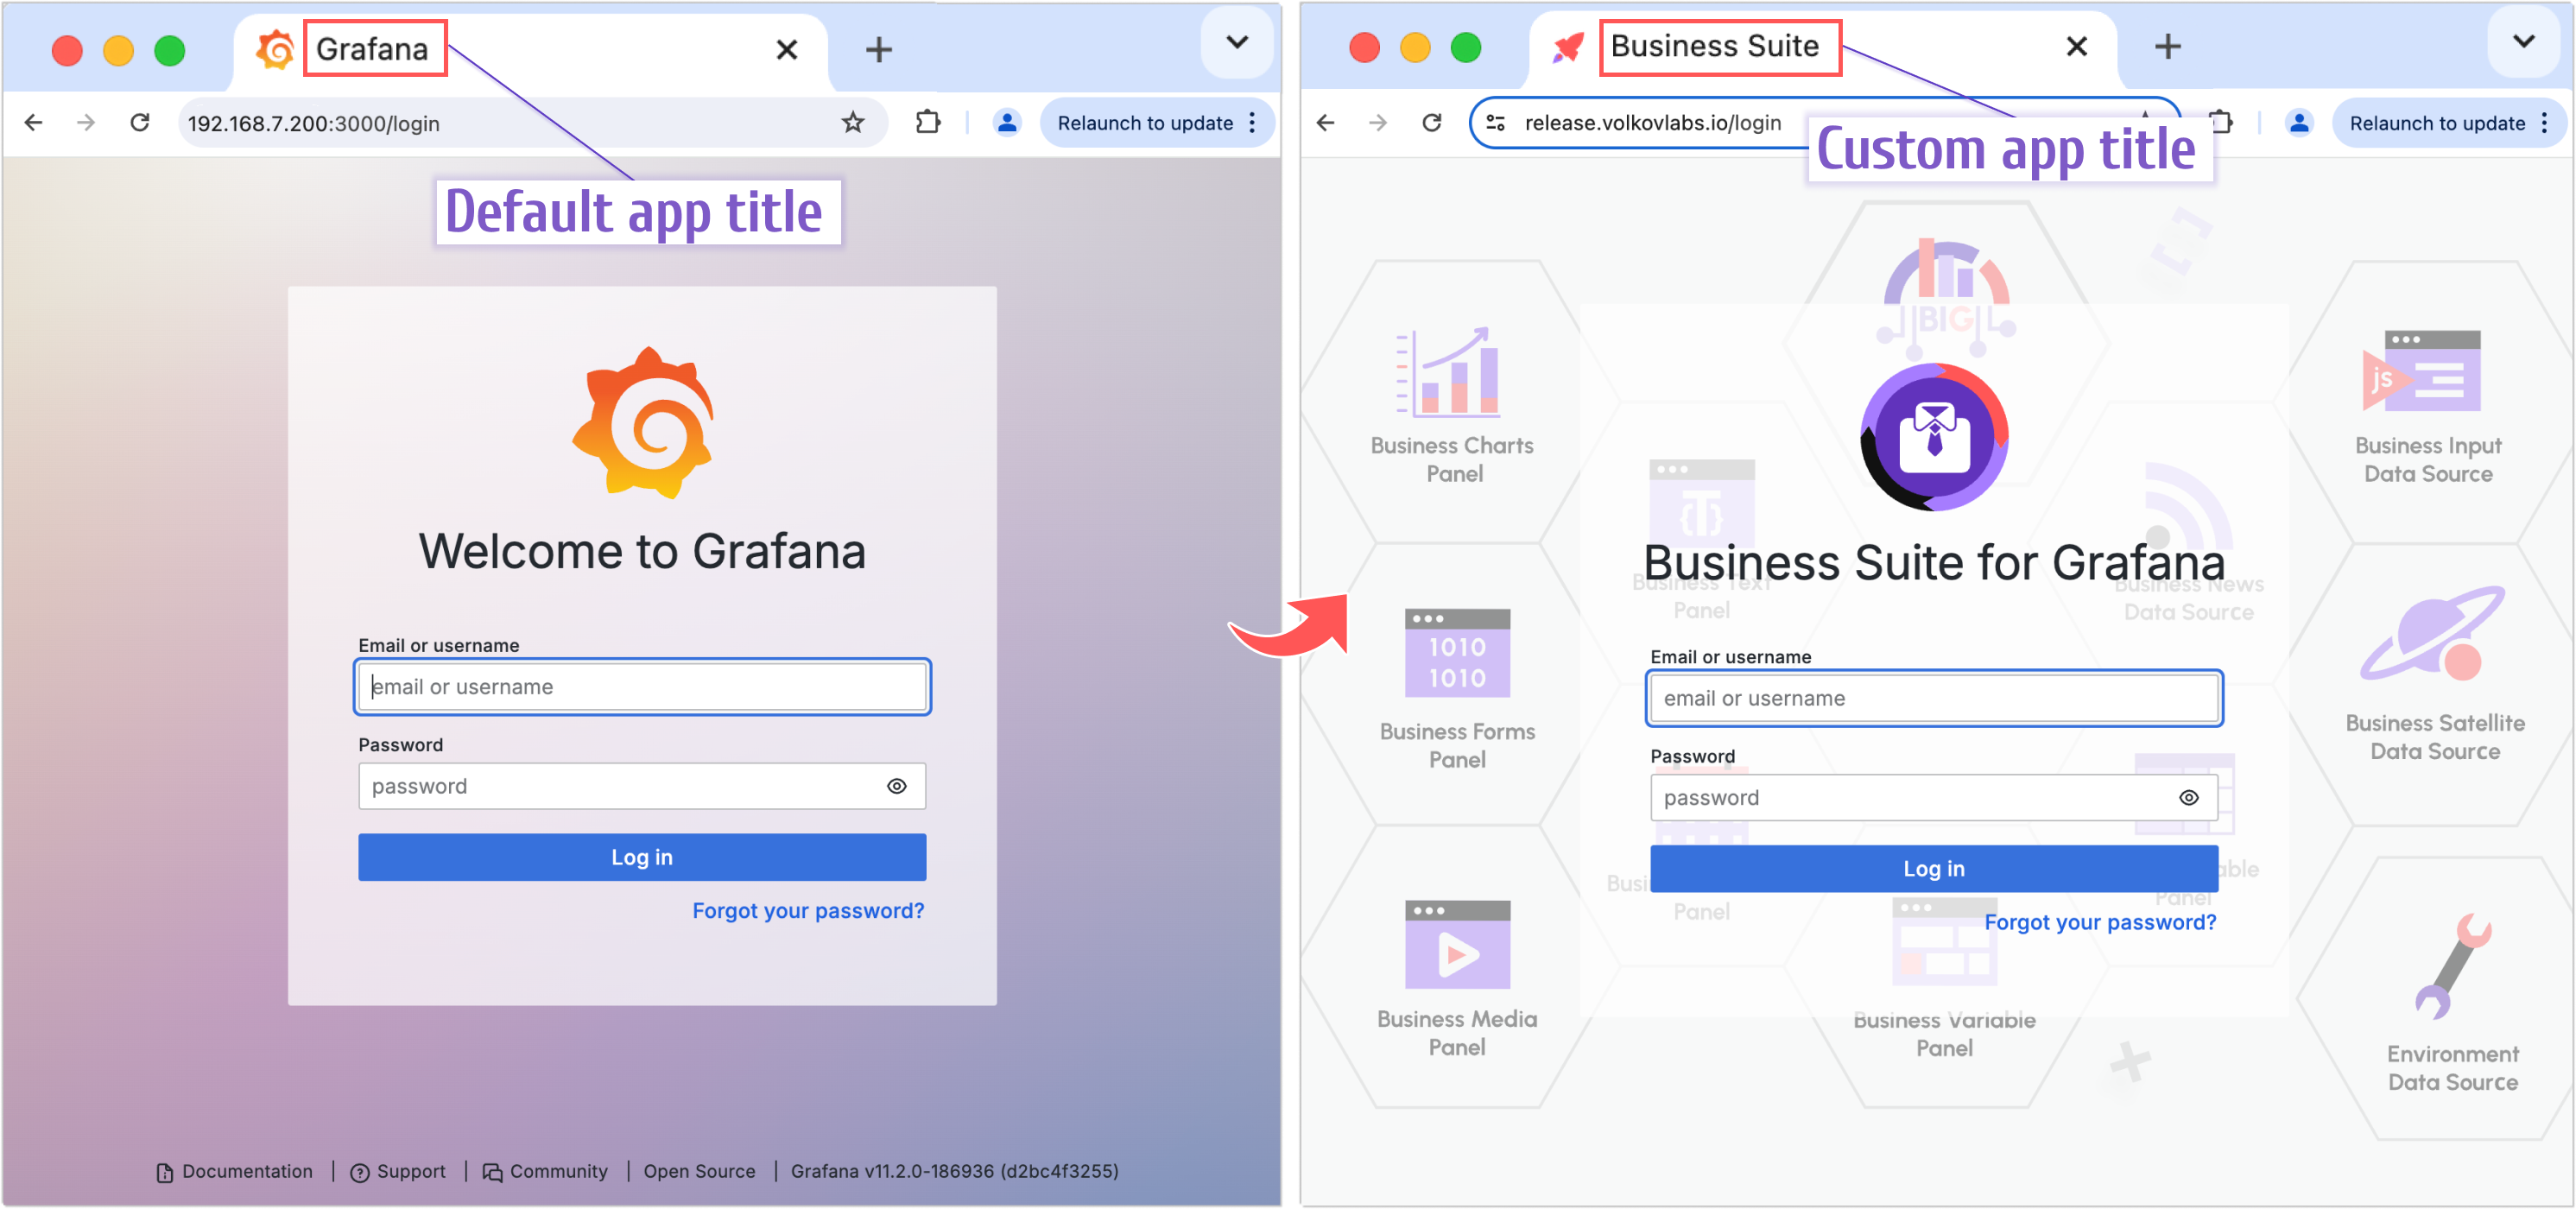 Grafana
192.168.7.200:3000/login
Relaunch to update
Default app title
Welcome to Grafana
Email or username
email or username
Password
password
Log in
Forgot your password?
Documentation
Support
Community
Open Source
Grafana v11.2.0-186936 (d2bc4f3255)
Business Suite
release.volkovlabs.io/login
Relaunch to update
Custom app title
BIG
Business Charts
Panel
js
Business Input
Data Source
{T}
Business Suite for Grafana
Business Text
Panel
Business News
Data Source
1010
1010
Business Forms
Panel
Email or username
email or username
Business Satellite
Data Source
Password
password
Log in
Busi
Panel
able
Panel
Forgot your password?
Business Media
Panel
Business Variable
Panel
Environment
Data Source